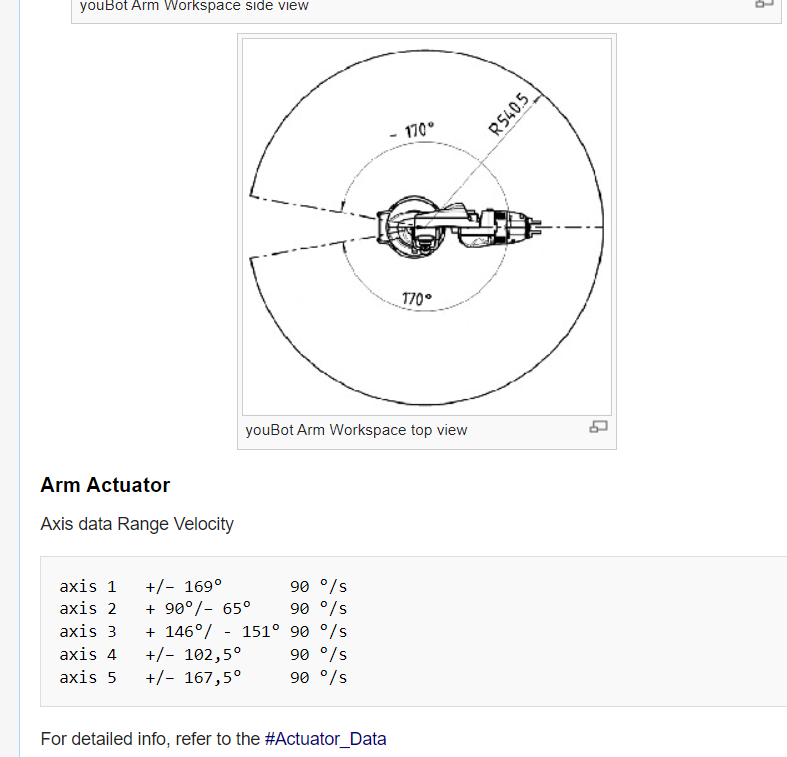 youBot Arm Workspace side view
- 170°
R540.5
170°
youBot Arm Workspace top view
Arm Actuator
Axis data Range Velocity
axis 1 +/- 169° 90 °/s
axis 2 + 90°/- 65° 90 °/s
axis 3 + 146°/ - 151° 90 °/s
axis 4 +/- 102,5° 90 °/s
axis 5 +/- 167,5° 90 °/s
For detailed info, refer to the #Actuator_Data